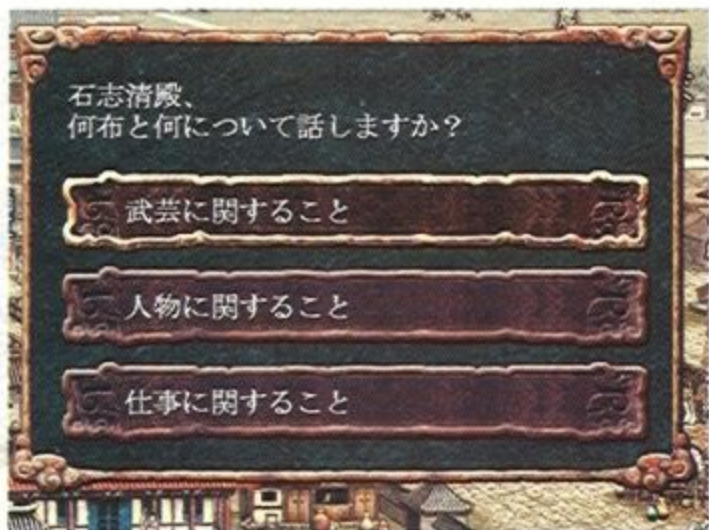 石志清殿、
何布と何について話しますか？
武芸に関すること
人物に関すること
仕事に関すること